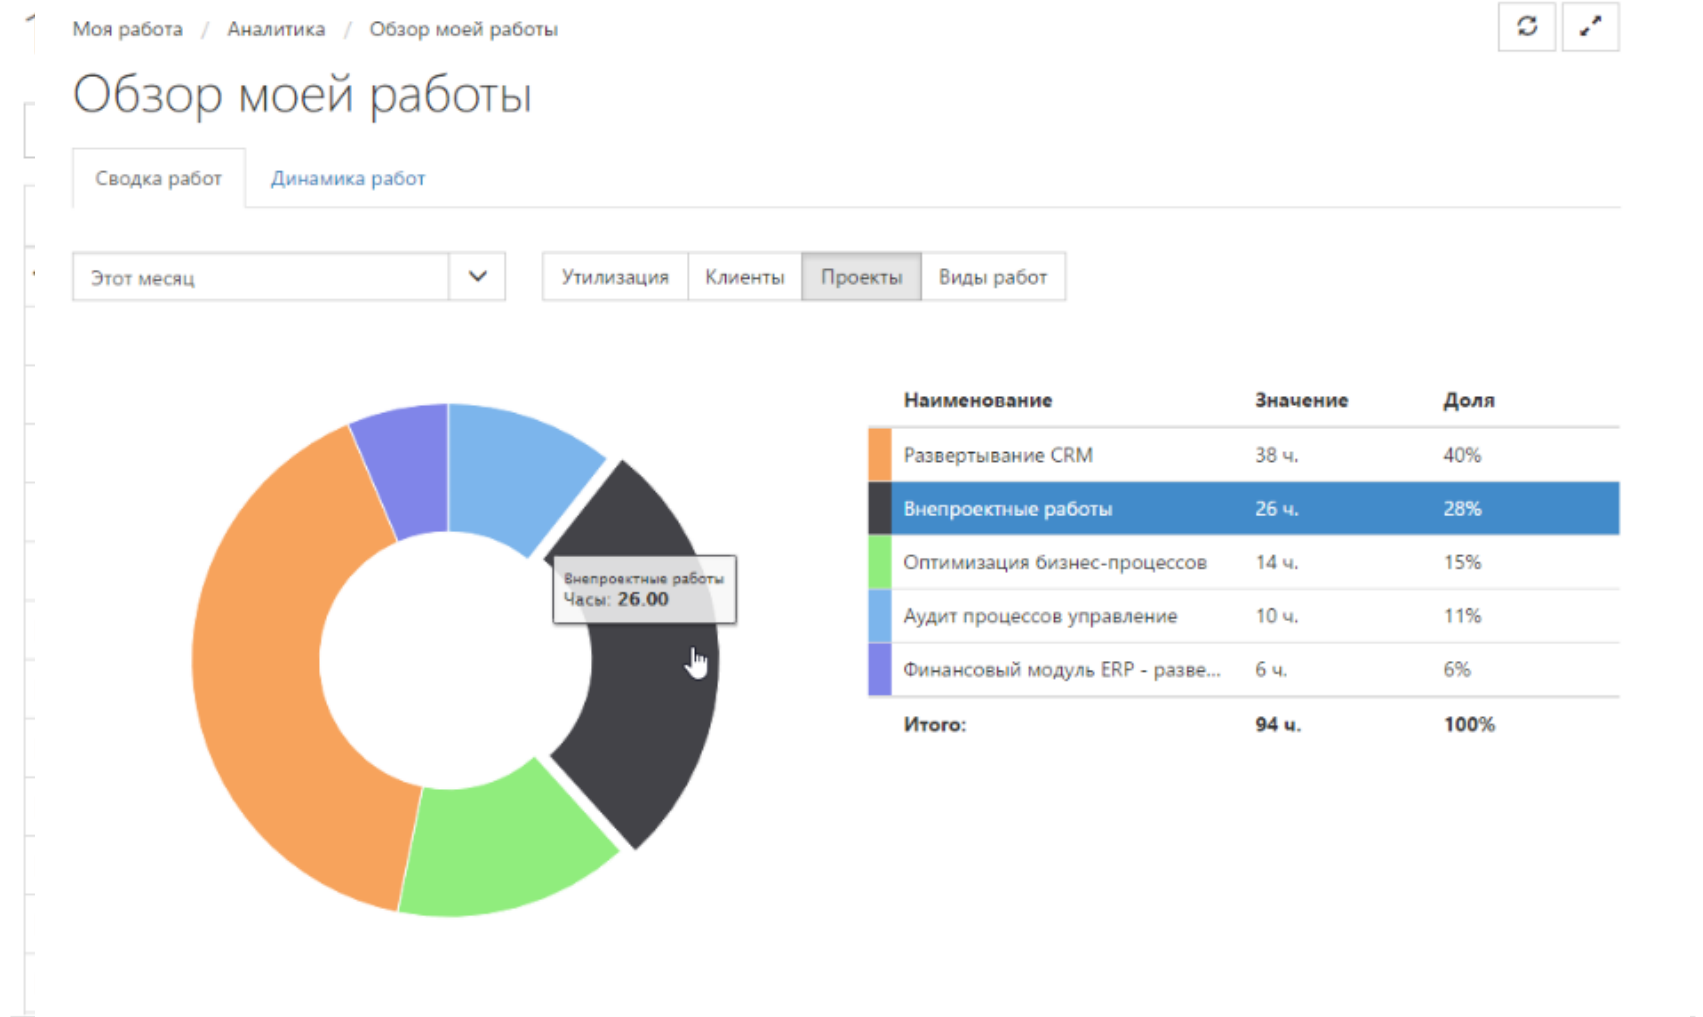 Моя работа / Аналитика / Обзор моей работы
Обзор моей работы
Сводка работ Динамика работ
Этот месяц Утилизация Клиенты Проекты Виды работ
Наименование Значение Доля
Развертывание CRM 38 ч. 40%
Внепроектные работы 26 ч. 28%
Оптимизация бизнес-процессов 14 ч. 15%
Аудит процессов управление 10 ч. 11%
Финансовый модуль ERP - разве... 6 ч. 6%
Итого: 94 ч. 100%
Внепроектные работы
Часы: 26.00